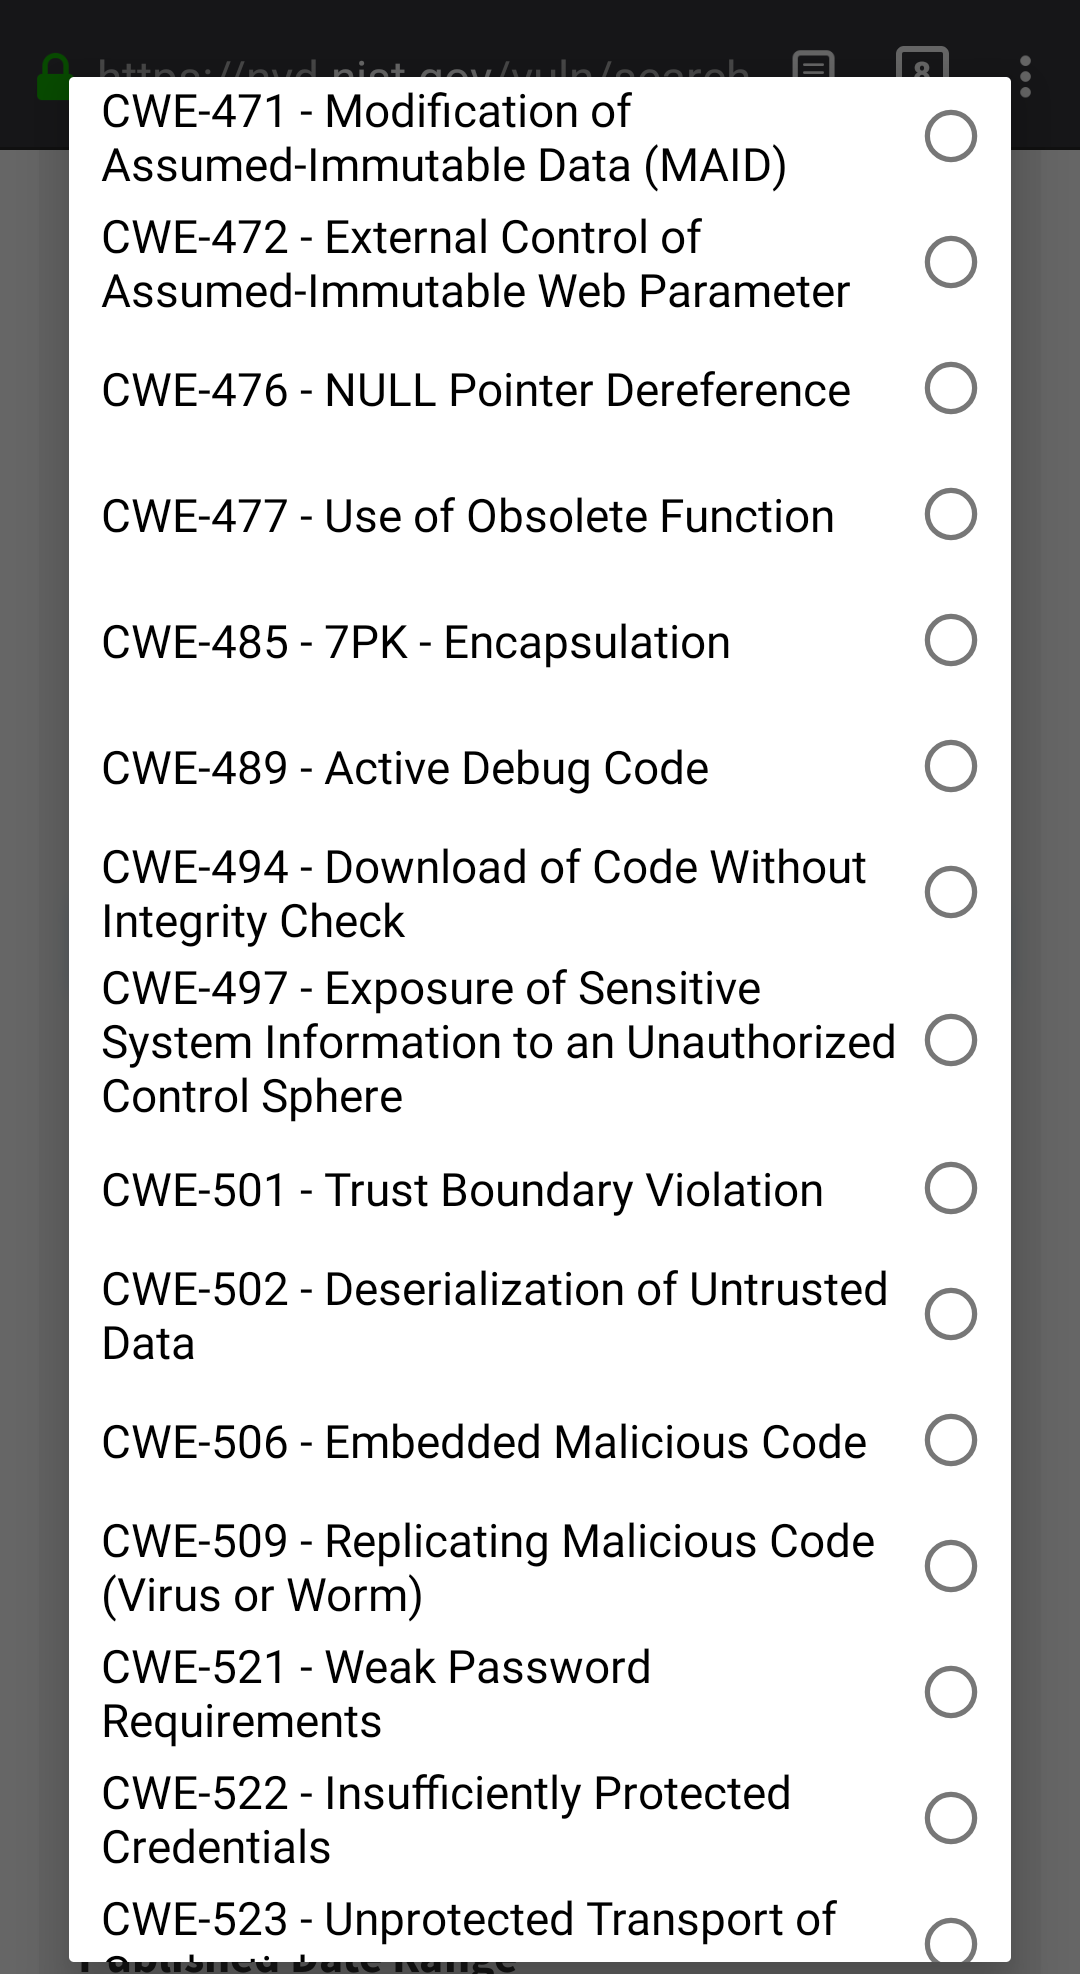 https://nvd.nist.gov/vuln/search
8
CWE-471 - Modification of
Assumed-Immutable Data (MAID)
CWE-472 - External Control of
Assumed-Immutable Web Parameter
CWE-476 - NULL Pointer Dereference
CWE-477 - Use of Obsolete Function
CWE-485 - 7PK - Encapsulation
CWE-489 - Active Debug Code
CWE-494 - Download of Code Without
Integrity Check
CWE-497 - Exposure of Sensitive
System Information to an Unauthorized
Control Sphere
CWE-501 - Trust Boundary Violation
CWE-502 - Deserialization of Untrusted
Data
CWE-506 - Embedded Malicious Code
CWE-509 - Replicating Malicious Code
(Virus or Worm)
CWE-521 - Weak Password
Requirements
CWE-522 - Insufficiently Protected
Credentials
CWE-523 - Unprotected Transport of
Published Date Range